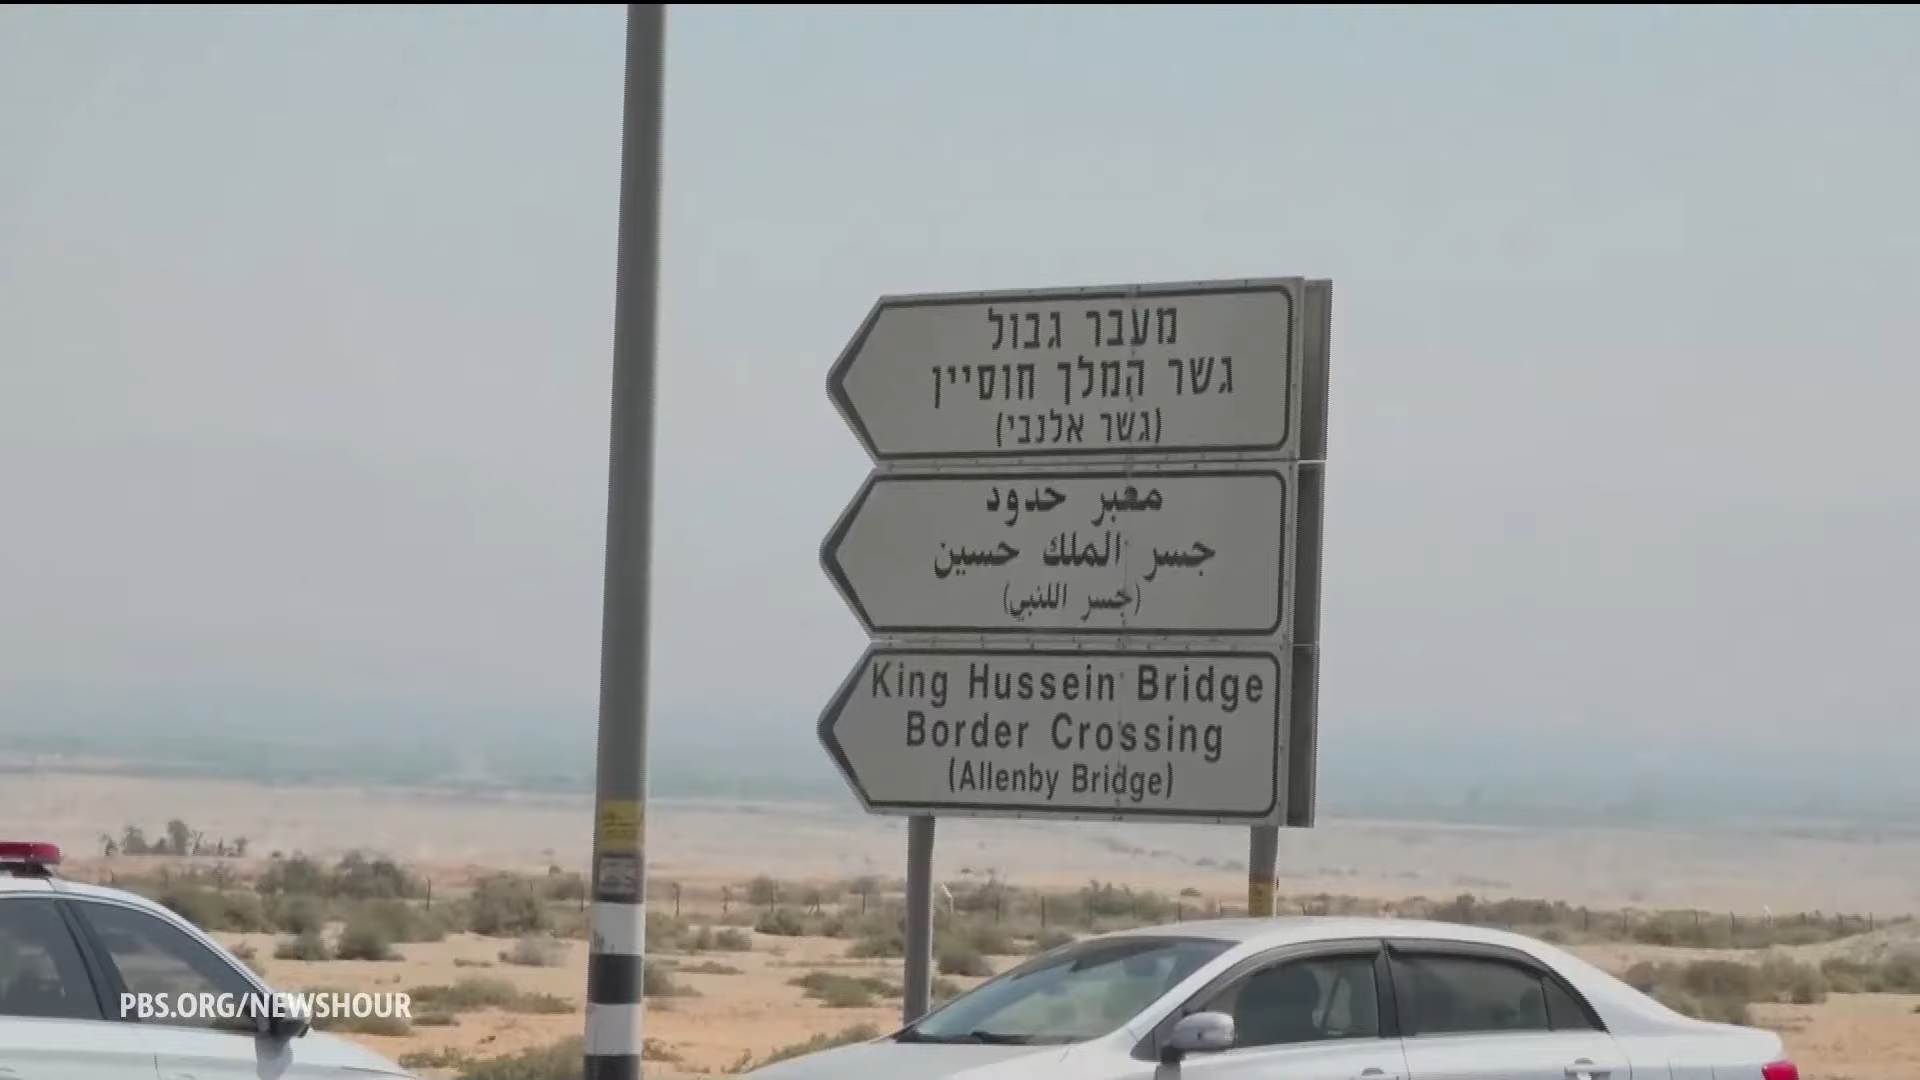 מעבר גבול
גשר המלך חוסיין
(גשר אלנבי)
معبر حدود
جسر الملك حسين
(جسر اللنبي)
King Hussein Bridge
Border Crossing
(Allenby Bridge)
PBS.ORG/NEWSHOUR